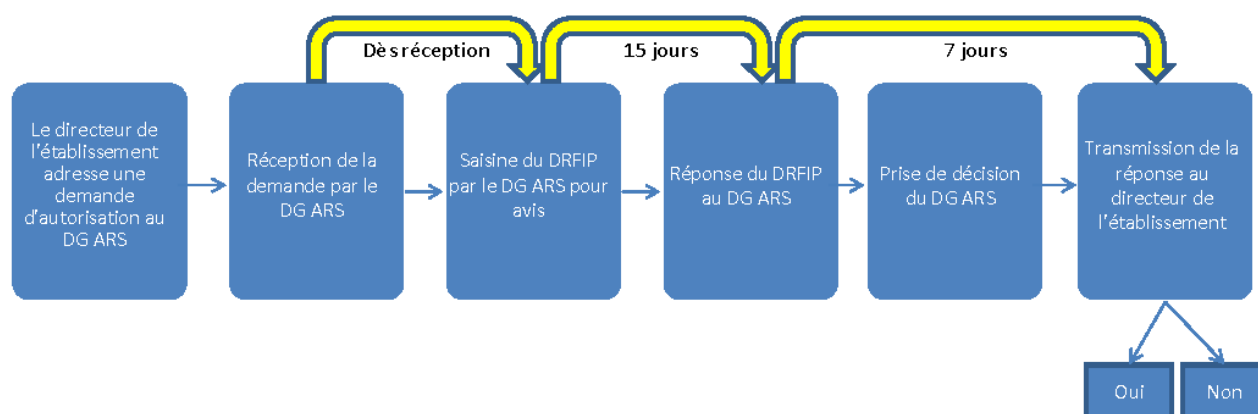 Dès réception
15 jours
7 jours
Le directeur de
l'établissement
adresse une
demande
d'autorisation au
DG ARS
Réception de la
demande par le
DG ARS
Saisine du DRFIP
par le DG ARS pour
avis
Réponse du DRFIP
au DG ARS
Prise de décision
du DG ARS
Transmission de la
réponse au
directeur de
l'établissement
Oui
Non